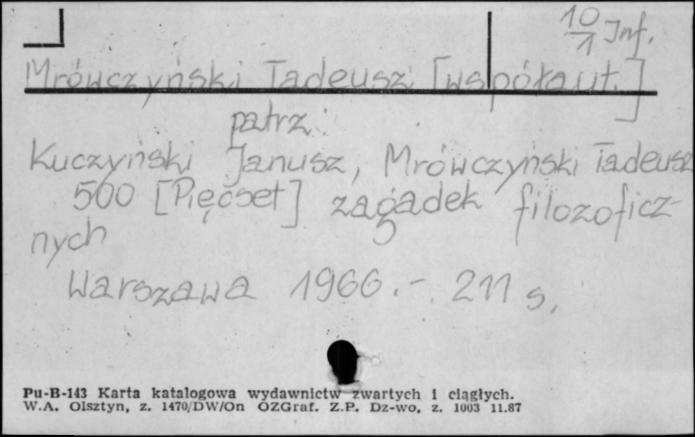 10/1 Inf.
Mrówczyński Tadeusz [współaut.]
patrz:
Kuczyński Janusz, Mrówczyński Tadeusz
500 [Pięćset] zagadek filozoficz-
nych
Warszawa 1966.- 211 s.
Pu-B-143 Karta katalogowa wydawnictw zwartych i ciągłych.
W.A. Olsztyn, z. 1470/DW/On OZGraf. Z.P. Dz-wo, z. 1003 11.87